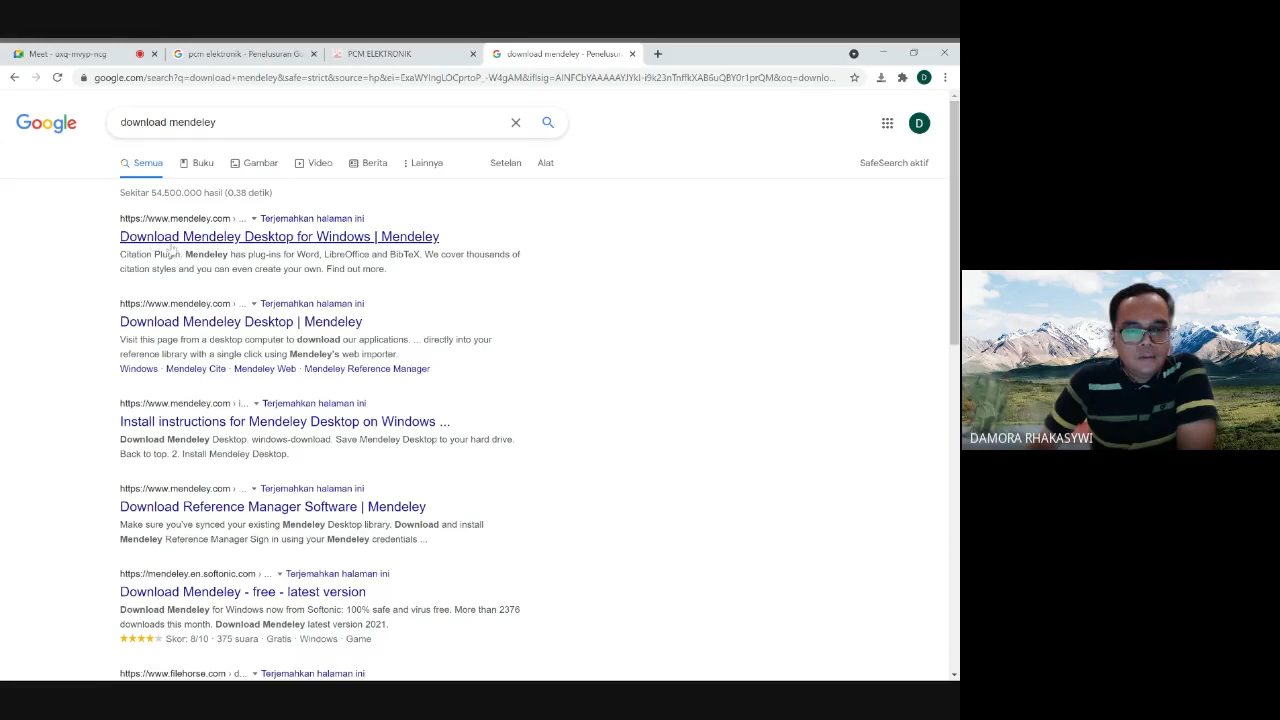 Meet - uxq-mvyp-ncg
pcm elektronik - Penelusuran Go
PCM ELEKTRONIK
download mendeley - Penelusur
Google
download mendeley
D
Semua
Buku
Gambar
Video
Berita
Lainnya
Setelan
Alat
SafeSearch aktif
Sekitar 54.500.000 hasil (0,38 detik)
https://www.mendeley.com › ... Terjemahkan halaman ini
Download Mendeley Desktop for Windows | Mendeley
Citation Plugin. Mendeley has plug-ins for Word, LibreOffice and BibTeX. We cover thousands of
citation styles and you can even create your own. Find out more.
https://www.mendeley.com › ... Terjemahkan halaman ini
Download Mendeley Desktop | Mendeley
Visit this page from a desktop computer to download our applications. ... directly into your
reference library with a single click using Mendeley's web importer.
Windows · Mendeley Cite · Mendeley Web · Mendeley Reference Manager
https://www.mendeley.com › i... Terjemahkan halaman ini
Install instructions for Mendeley Desktop on Windows ...
Download Mendeley Desktop. windows-download. Save Mendeley Desktop to your hard drive.
Back to top. 2. Install Mendeley Desktop.
https://www.mendeley.com › ... Terjemahkan halaman ini
Download Reference Manager Software | Mendeley
Make sure you've synced your existing Mendeley Desktop library. Download and install
Mendeley Reference Manager Sign in using your Mendeley credentials ...
https://mendeley.en.softonic.com › ... Terjemahkan halaman ini
Download Mendeley - free - latest version
Download Mendeley for Windows now from Softonic: 100% safe and virus free. More than 2376
downloads this month. Download Mendeley latest version 2021.
Skor: 8/10 · 375 suara · Gratis · Windows · Game
https://www.filehorse.com › d... Terjemahkan halaman ini
DAMORA RHAKASYWI